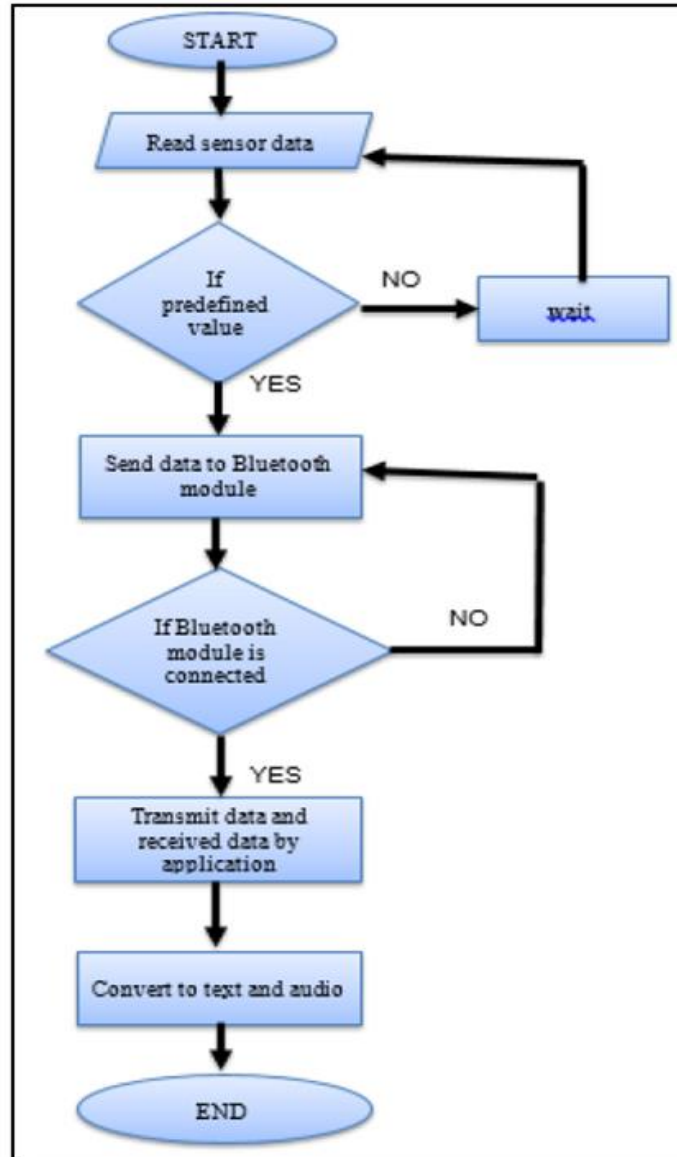 START
Read sensor data
If
predefined
value
NO
wait
YES
Send data to Bluetooth
module
If Bluetooth
module is
connected
NO
YES
Transmit data and
received data by
application
Convert to text and audio
END